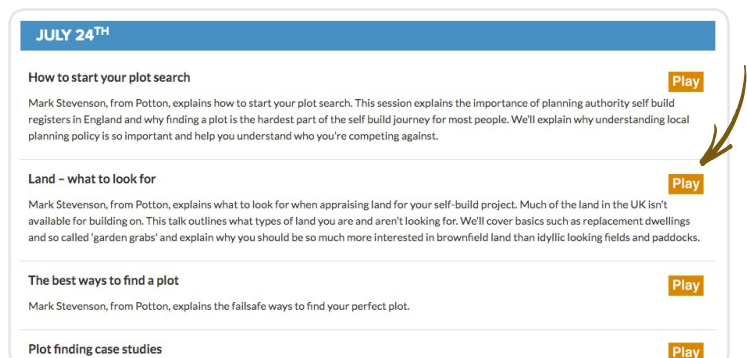 JULY 24TH
How to start your plot search
Play
Mark Stevenson, from Potton, explains how to start your plot search. This session explains the importance of planning authority self build
registers in England and why finding a plot is the hardest part of the self build journey for most people. We'll explain why understanding local
planning policy is so important and help you understand who you're competing against.
Land – what to look for
Play
Mark Stevenson, from Potton, explains what to look for when appraising land for your self-build project. Much of the land in the UK isn't
available for building on. This talk outlines what types of land you are and aren't looking for. We'll cover basics such as replacement dwellings
and so called 'garden grabs' and explain why you should be so much more interested in brownfield land than idyllic looking fields and paddocks.
The best ways to find a plot
Play
Mark Stevenson, from Potton, explains the failsafe ways to find your perfect plot.
Plot finding case studies
Play